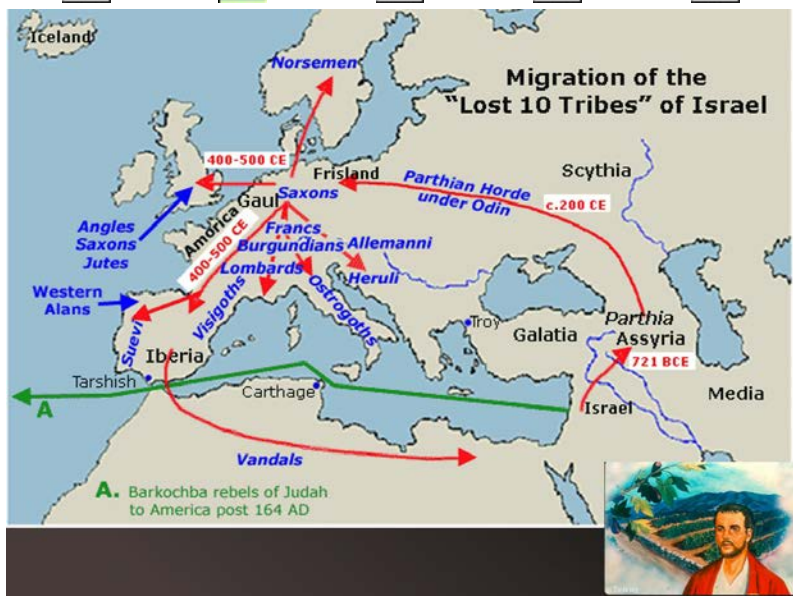 Iceland
Norsemen
Migration of the
"Lost 10 Tribes" of Israel
400-500 CE
Frisland
Scythia
Parthian Horde
under Odin
c.200 CE
Gaul
Saxons
Angles
Saxons
Jutes
Amorica
400-500 CE
Francs
Burgundians
Allemanni
Lombards
Heruli
Western
Alans
Visigoths
Ostrogoths
Suevi
Iberia
Troy
Galatia
Parthia
Assyria
721 BCE
Tarshish
Carthage
Israel
Media
A
Vandals
A. Barkochba rebels of Judah
to America post 164 AD